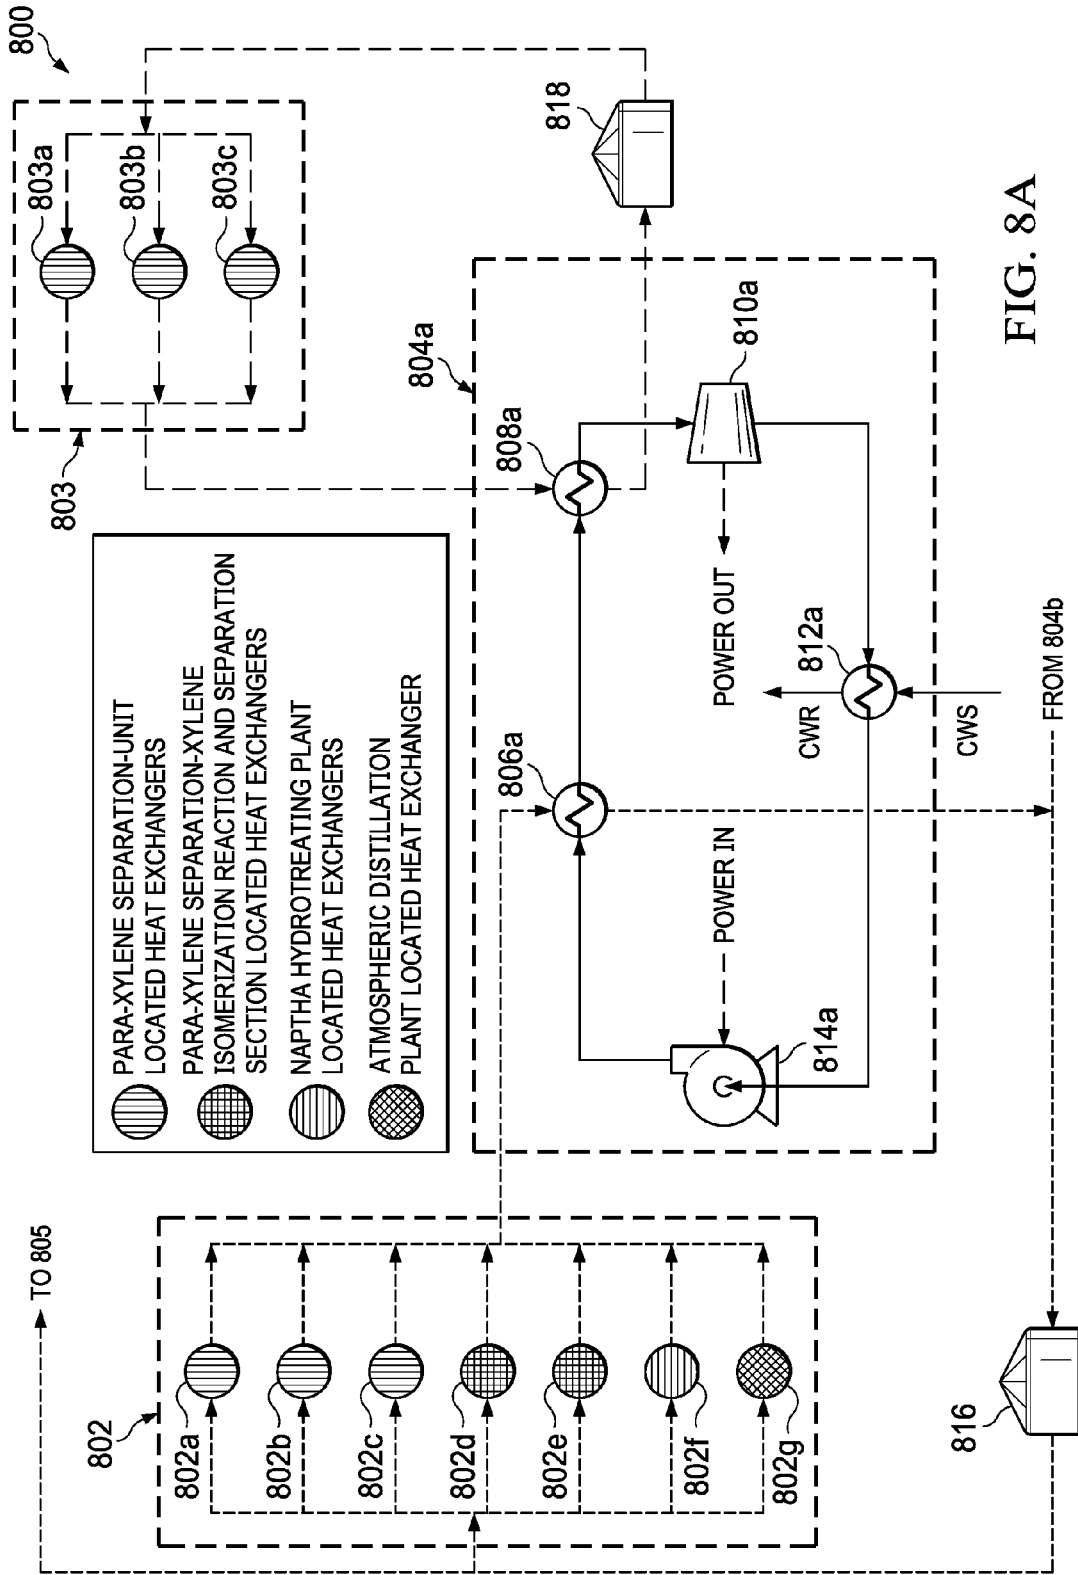 800
803a
803b
803c
803
818
PARA-XYLENE SEPARATION-UNIT
LOCATED HEAT EXCHANGERS
PARA-XYLENE SEPARATION-XYLENE
ISOMERIZATION REACTION AND SEPARATION
SECTION LOCATED HEAT EXCHANGERS
NAPTHA HYDROTREATING PLANT
LOCATED HEAT EXCHANGERS
ATMOSPHERIC DISTILLATION
PLANT LOCATED HEAT EXCHANGER
TO 805
802
802a
802b
802c
802d
802e
802f
802g
804a
806a
808a
810a
POWER OUT
812a
CWR
CWS
POWER IN
814a
FROM 804b
816
FIG. 8A